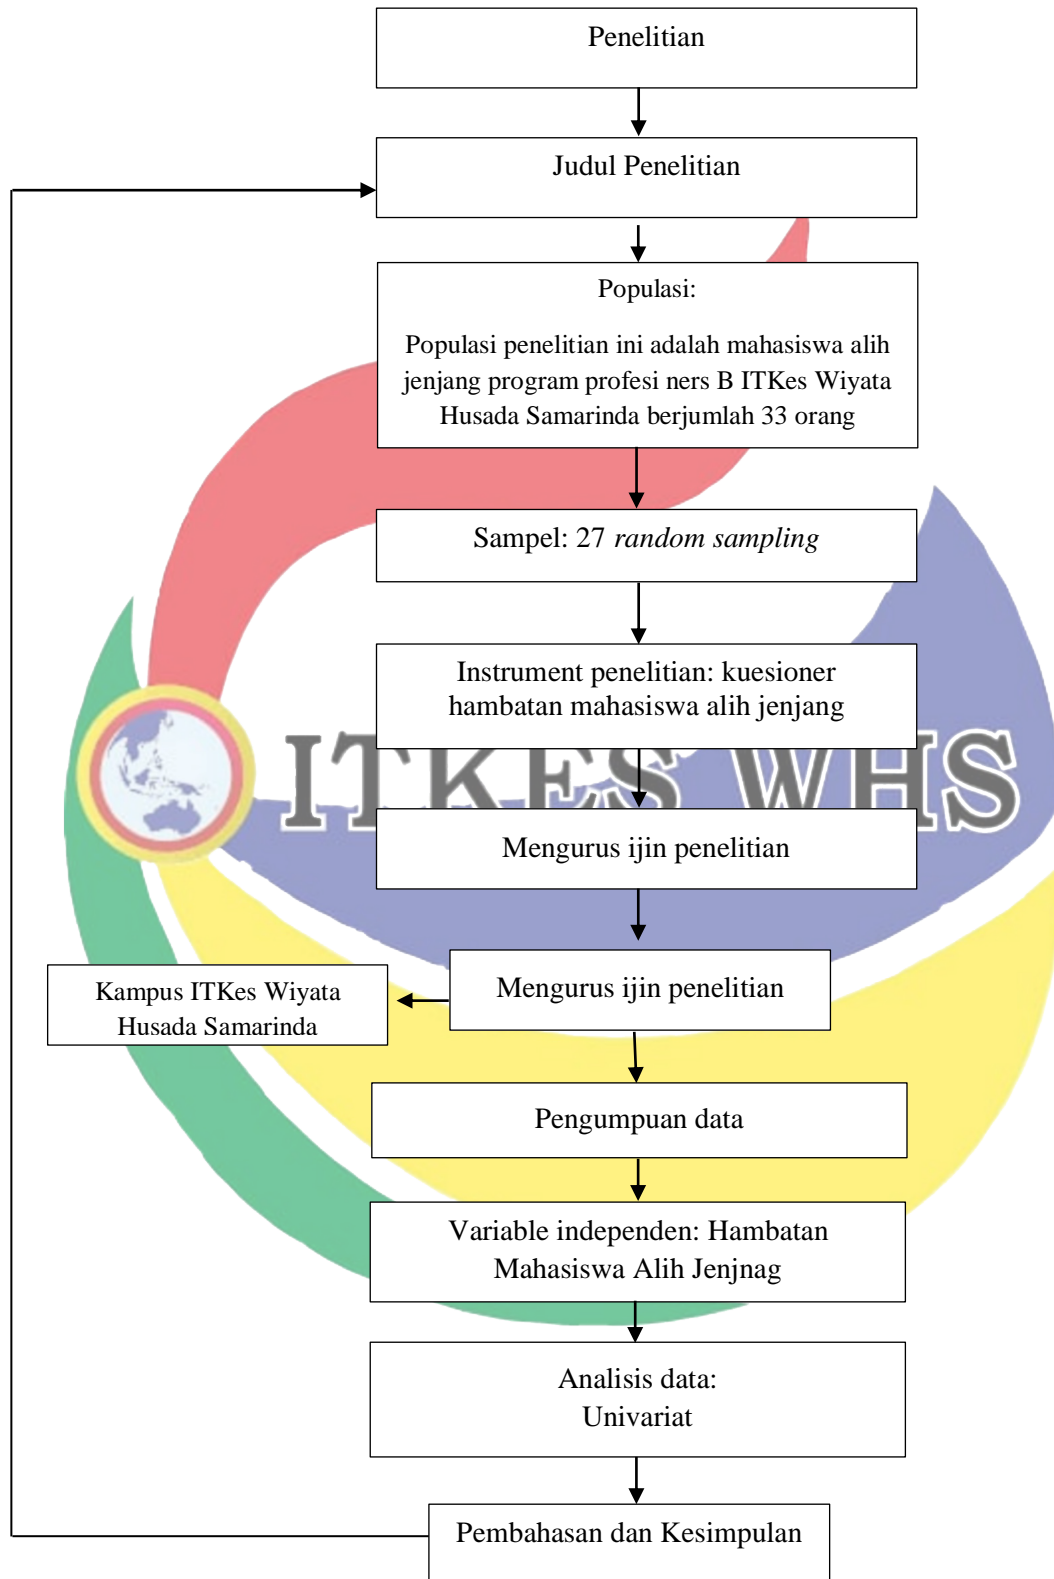 Penelitian
Judul Penelitian
Populasi:
Populasi penelitian ini adalah mahasiswa alih
jenjang program profesi ners B ITKes Wiyata
Husada Samarinda berjumlah 33 orang
Sampel: 27 random sampling
Instrument penelitian: kuesioner
hambatan mahasiswa alih jenjang
ITKES WHS
Mengurus ijin penelitian
Mengurus ijin penelitian
Kampus ITKes Wiyata
Husada Samarinda
Pengumpuan data
Variable independen: Hambatan
Mahasiswa Alih Jenjnag
Analisis data:
Univariat
Pembahasan dan Kesimpulan